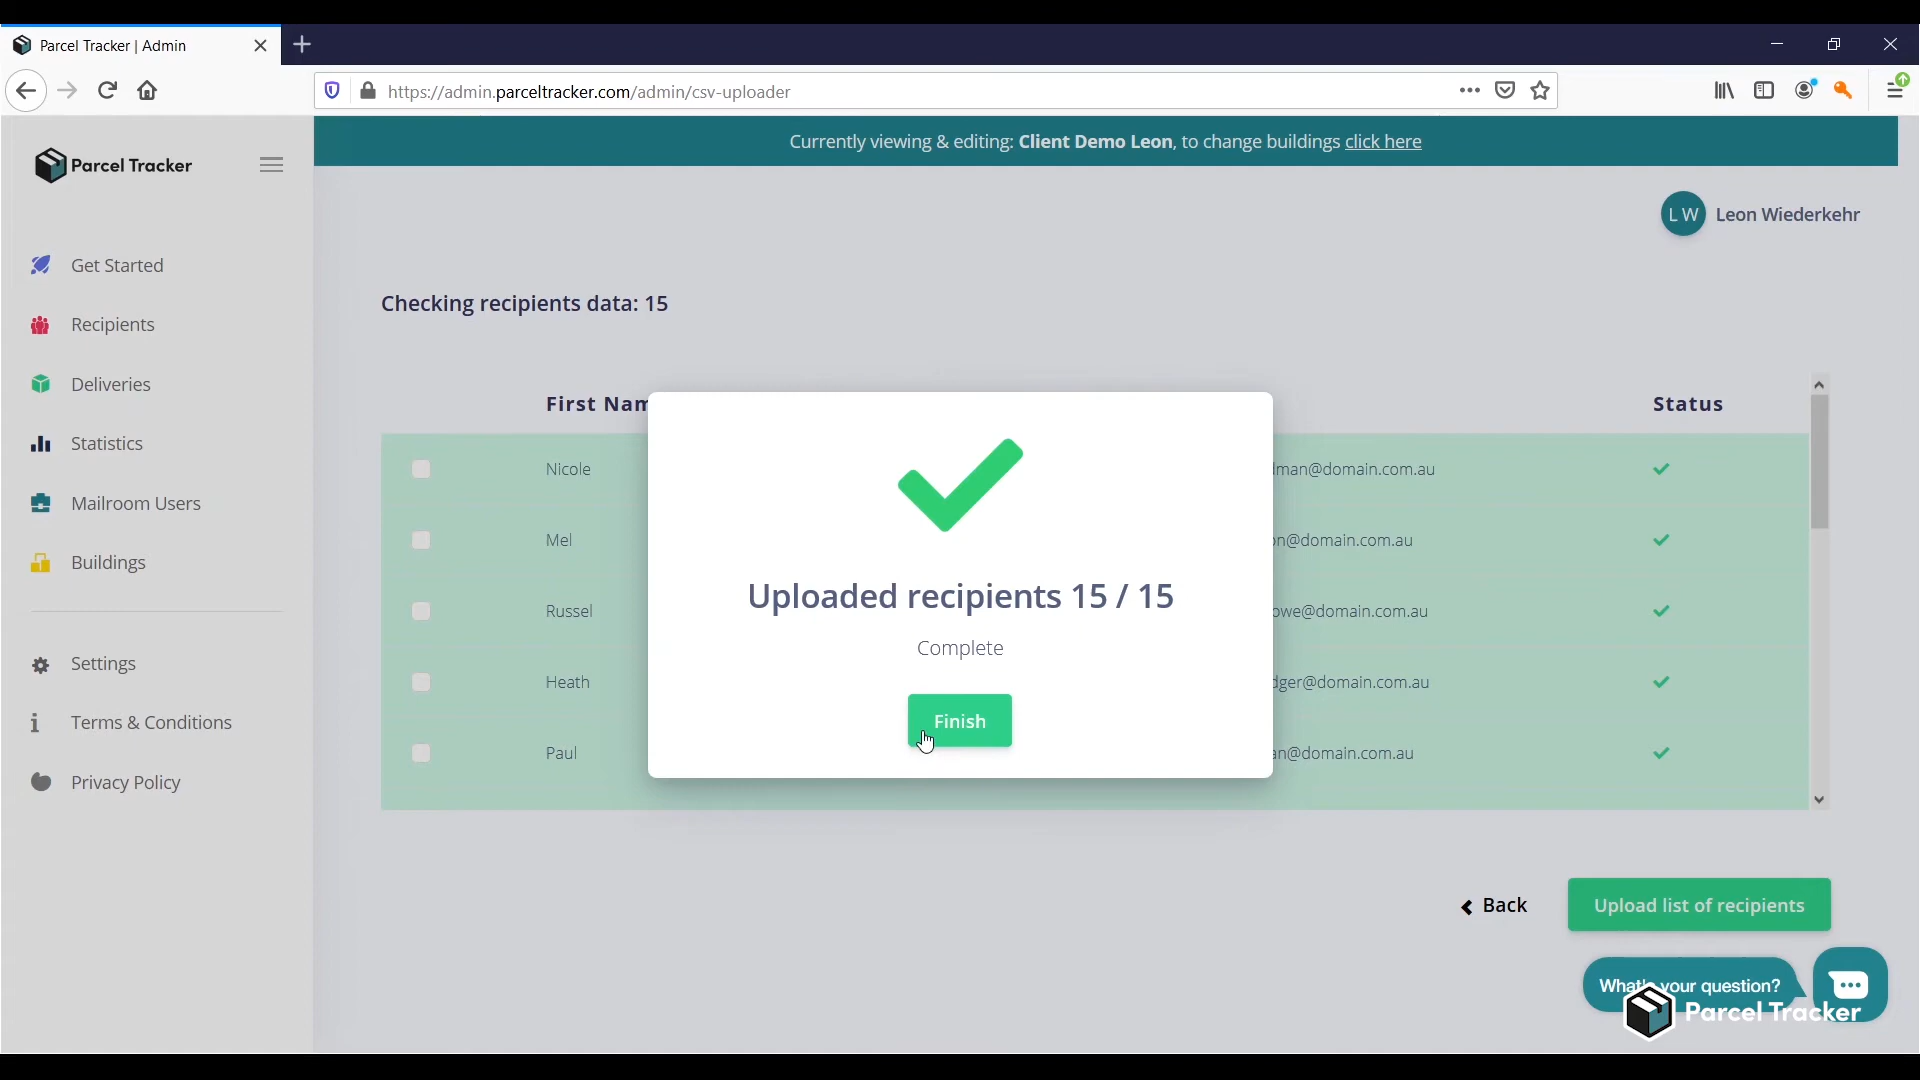 Parcel Tracker | Admin
https://admin.parceltracker.com/admin/csv-uploader
Parcel Tracker
Currently viewing & editing: Client Demo Leon, to change buildings click here
L W Leon Wiederkehr
Get Started
Recipients
Deliveries
Statistics
Mailroom Users
Buildings
Settings
Terms & Conditions
Privacy Policy
Checking recipients data: 15
First Nam
Status
Nicole
man@domain.com.au
Mel
on@domain.com.au
Russel
owe@domain.com.au
Heath
dger@domain.com.au
Paul
an@domain.com.au
Uploaded recipients 15 / 15
Complete
Finish
Back
Upload list of recipients
What's your question?
Parcel Tracker